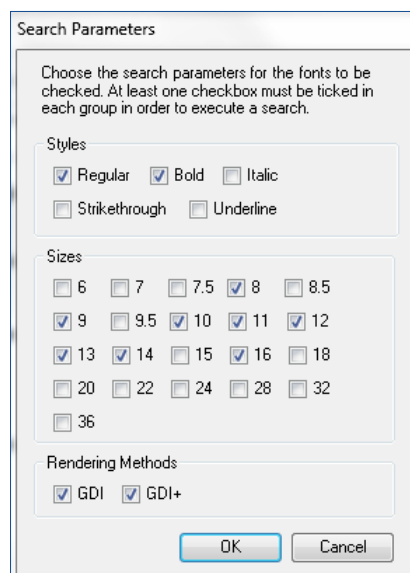 Search Parameters
Choose the search parameters for the fonts to be
checked. At least one checkbox must be ticked in
each group in order to execute a search.
Styles
Regular Bold Italic
Strikethrough Underline
Sizes
6 7 7.5 8 8.5
9 9.5 10 11 12
13 14 15 16 18
20 22 24 28 32
36
Rendering Methods
GDI GDI+
OK Cancel